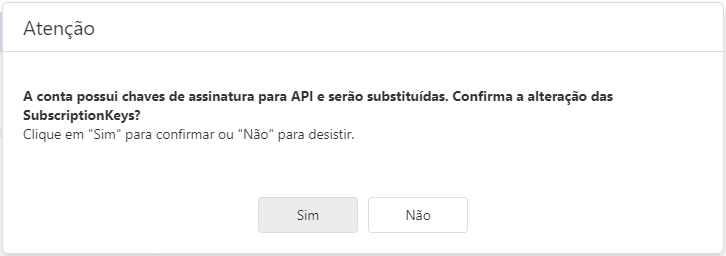 Atenção
A conta possui chaves de assinatura para API e serão substituídas. Confirma a alteração das
SubscriptionKeys?
Clique em "Sim" para confirmar ou "Não" para desistir.
Sim
Não